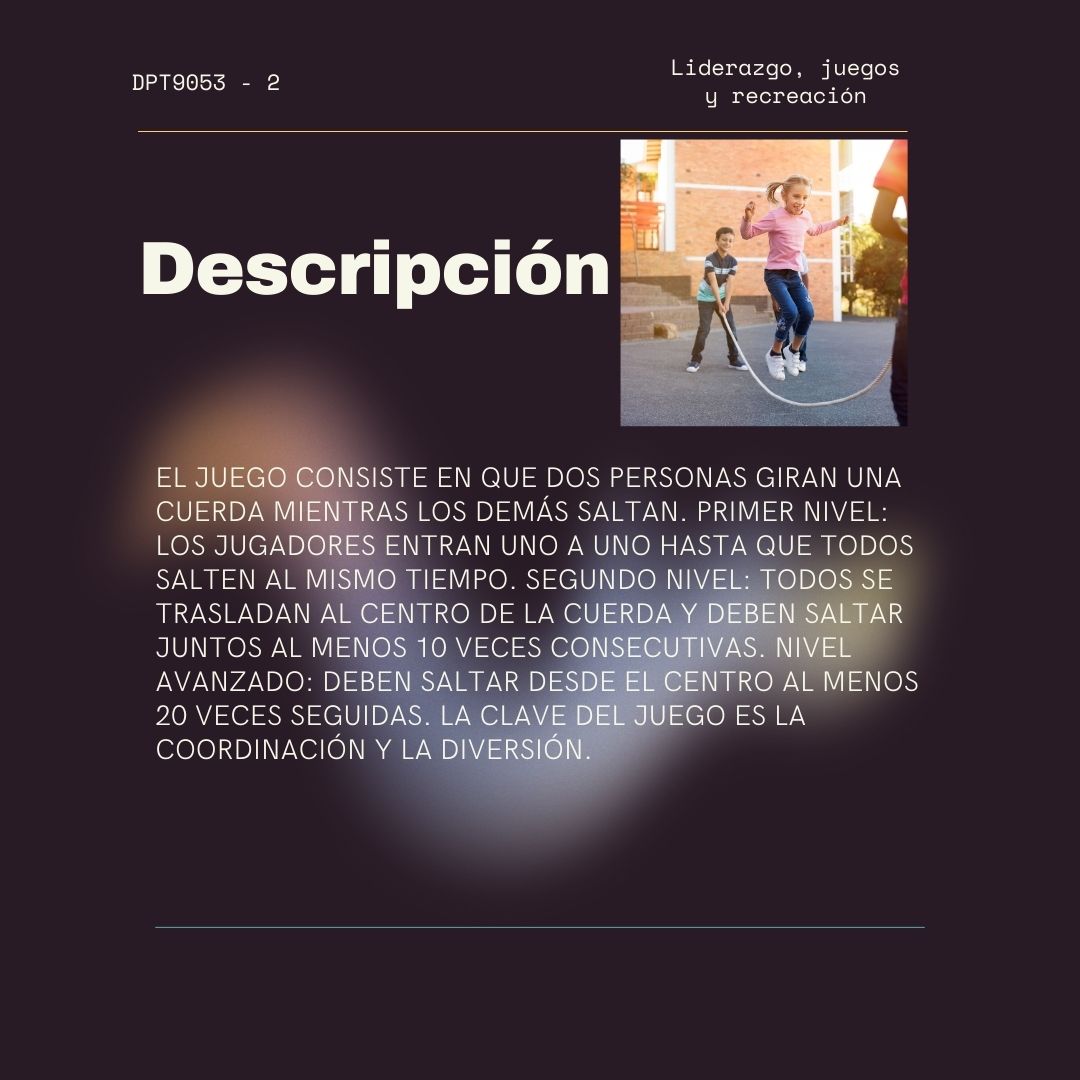 DPT9053 - 2
Liderazgo, juegos
y recreación
Descripción
EL JUEGO CONSISTE EN QUE DOS PERSONAS GIRAN UNA
CUERDA MIENTRAS LOS DEMÁS SALTAN. PRIMER NIVEL:
LOS JUGADORES ENTRAN UNO A UNO HASTA QUE TODOS
SALTEN AL MISMO TIEMPO. SEGUNDO NIVEL: TODOS SE
TRASLADAN AL CENTRO DE LA CUERDA Y DEBEN SALTAR
JUNTOS AL MENOS 10 VECES CONSECUTIVAS. NIVEL
AVANZADO: DEBEN SALTAR DESDE EL CENTRO AL MENOS
20 VECES SEGUIDAS. LA CLAVE DEL JUEGO ES LA
COORDINACIÓN Y LA DIVERSIÓN.